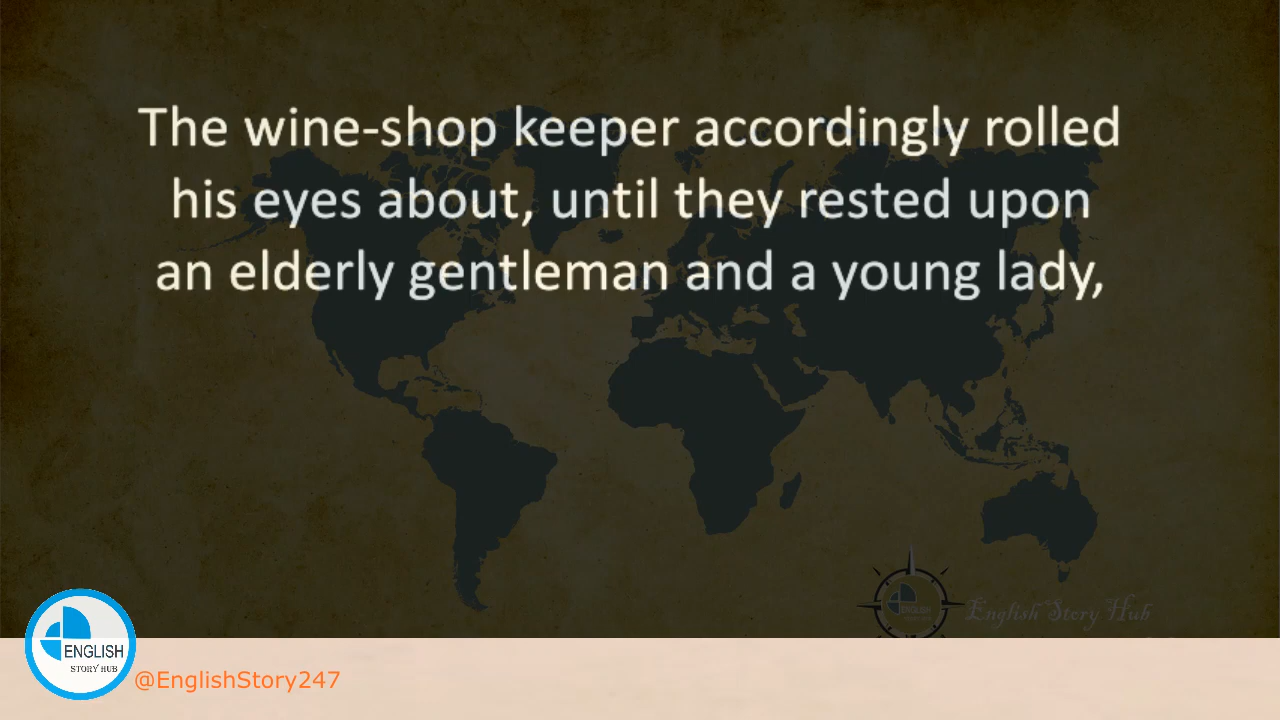 The wine-shop keeper accordingly rolled
his eyes about, until they rested upon
an elderly gentleman and a young lady,
English Story Hub
ENGLISH
STORY HUB
@EnglishStory247